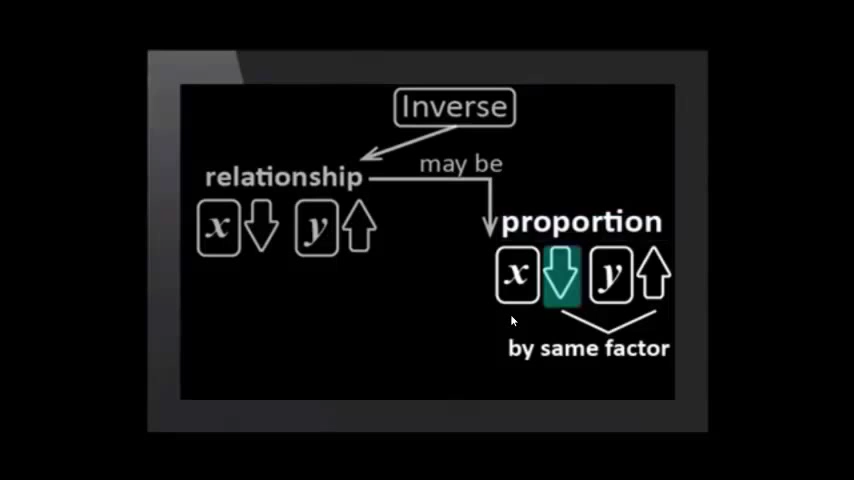 Inverse
relationship
may be
x y
proportion
x y
by same factor